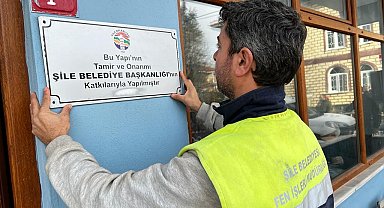 Bu Yapı'nın
Tamir ve Onarımı
ŞİLE BELEDİYE BAŞKANLIĞI'nın
Katkılarıyla Yapılmıştır
ŞİLE BELEDİYESİ
FEN İŞLERİ MÜDÜRLÜĞÜ